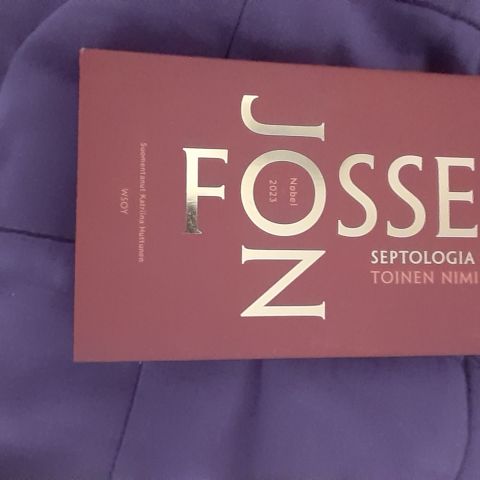 JON
FOSSE
Nobel
2023
SEPTOLOGIA
TOINEN NIMI
Suomentanut Katriina Huttunen
WSOY